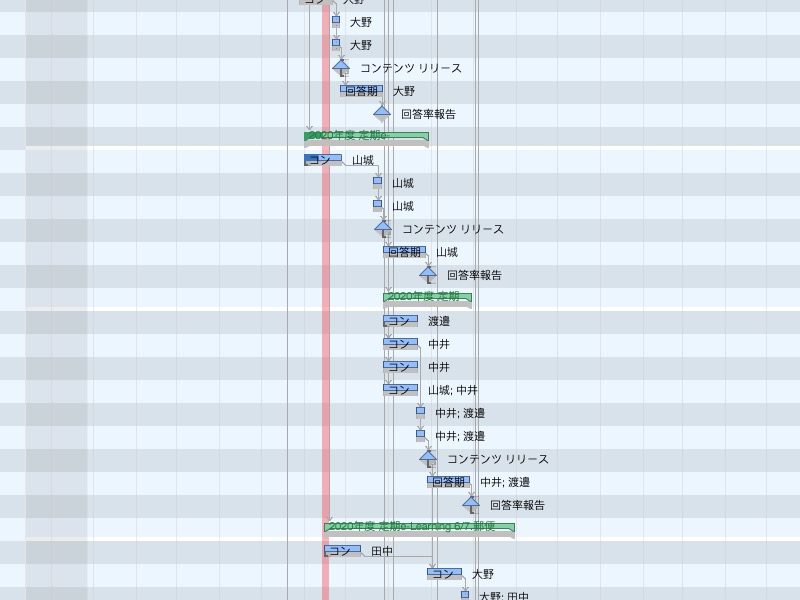 大野
大野
大野
コンテンツ リリース
回答期 大野
回答率報告
2020年度 定期e-
コン 山城
山城
山城
コンテンツ リリース
回答期 山城
回答率報告
2020年度 定期
コン 渡邉
コン 中井
コン 中井
コン 山城; 中井
中井; 渡邉
中井; 渡邉
コンテンツ リリース
回答期 中井; 渡邉
回答率報告
2020年度 定期e-Learning 6/7 郵便
コン 田中
コン 大野
大野; 田中